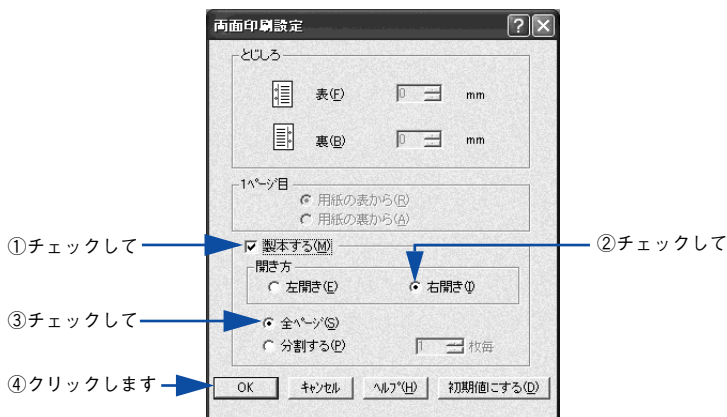 両面印刷設定
とじしろ
表(F) 0 mm
裏(B) 0 mm
1ページ目
用紙の表から(R)
用紙の裏から(A)
①チェックして
製本する(M)
②チェックして
開き方
左開き(E) 右開き(I)
③チェックして
全ページ(S)
分割する(P) 1 枚毎
④クリックします
OK キャンセル ヘルプ(H) 初期値にする(D)